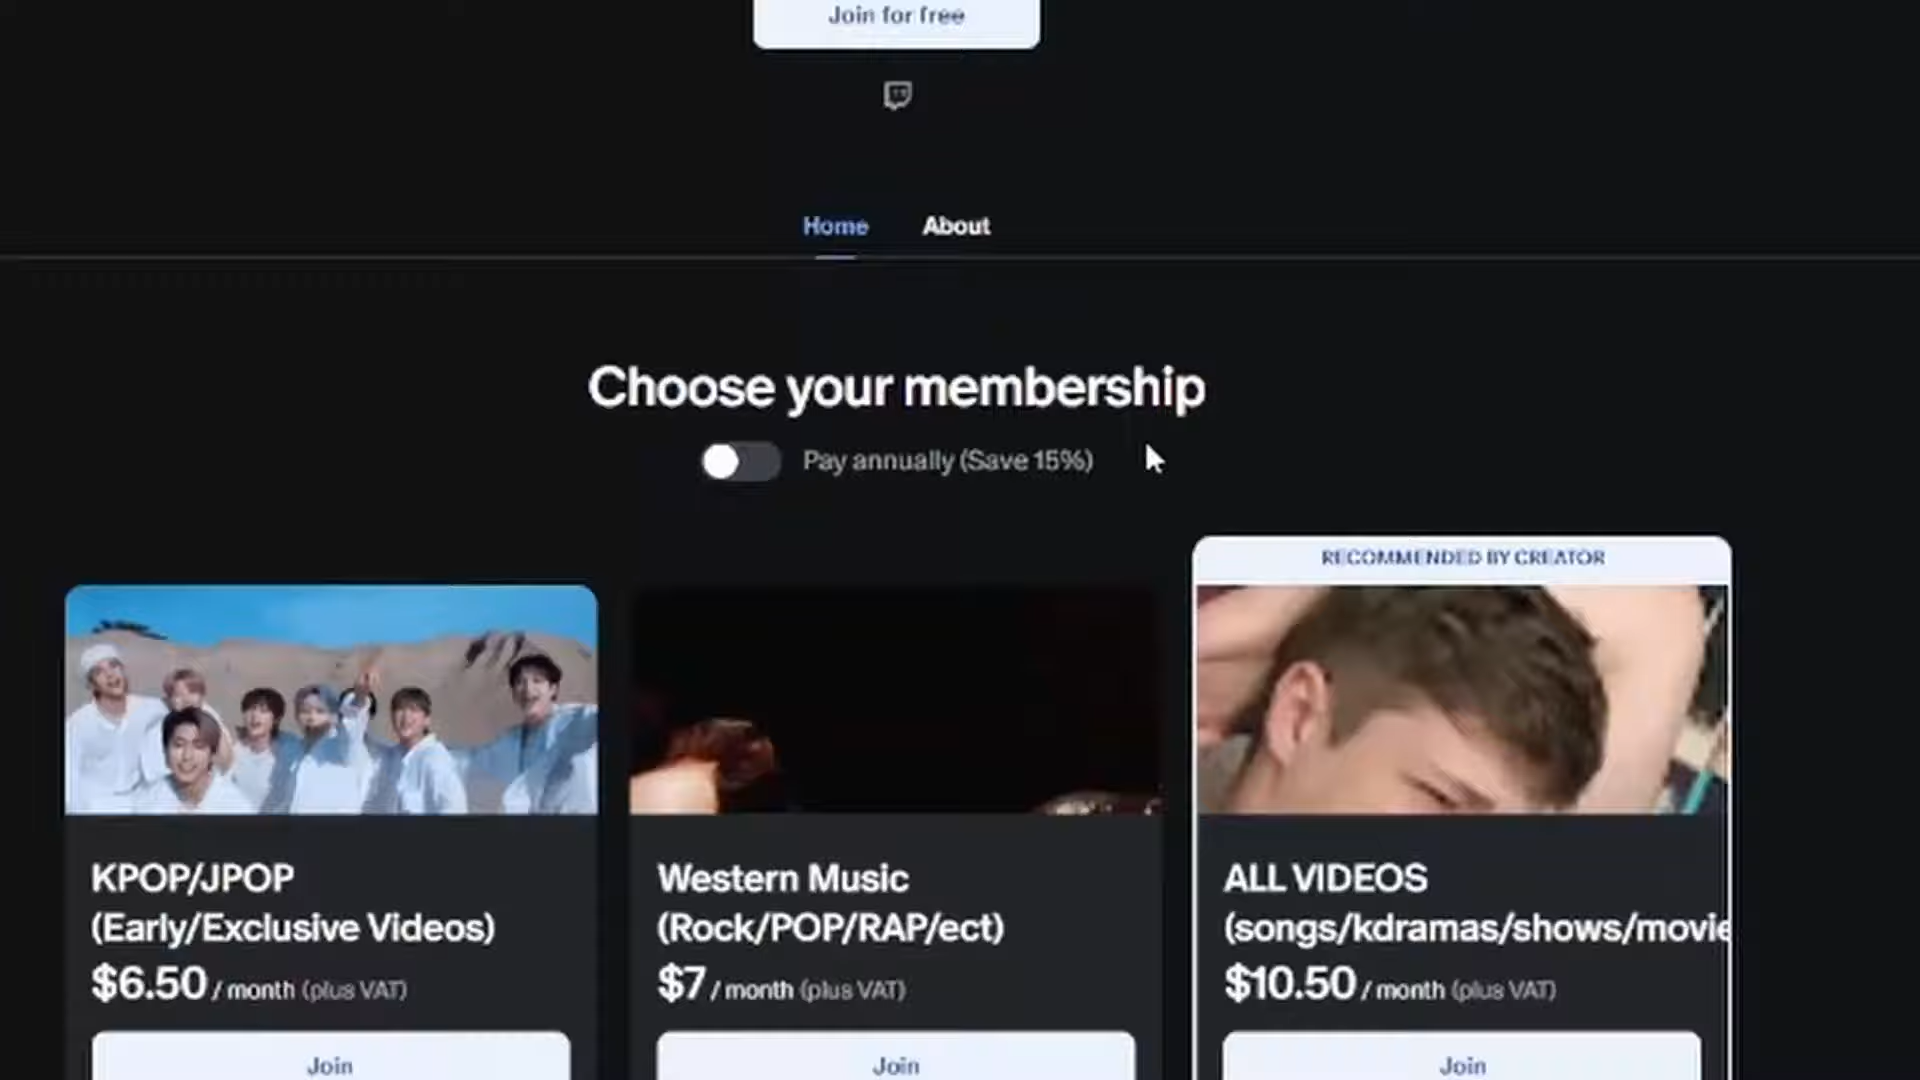 Join for free
Home About
Choose your membership
Pay annually (Save 15%)
RECOMMENDED BY CREATOR
KPOP/JPOP
(Early/Exclusive Videos)
$6.50 / month (plus VAT)
Join
Western Music
(Rock/POP/RAP/ect)
$7 / month (plus VAT)
Join
ALL VIDEOS
(songs/kdramas/shows/movie
$10.50 / month (plus VAT)
Join